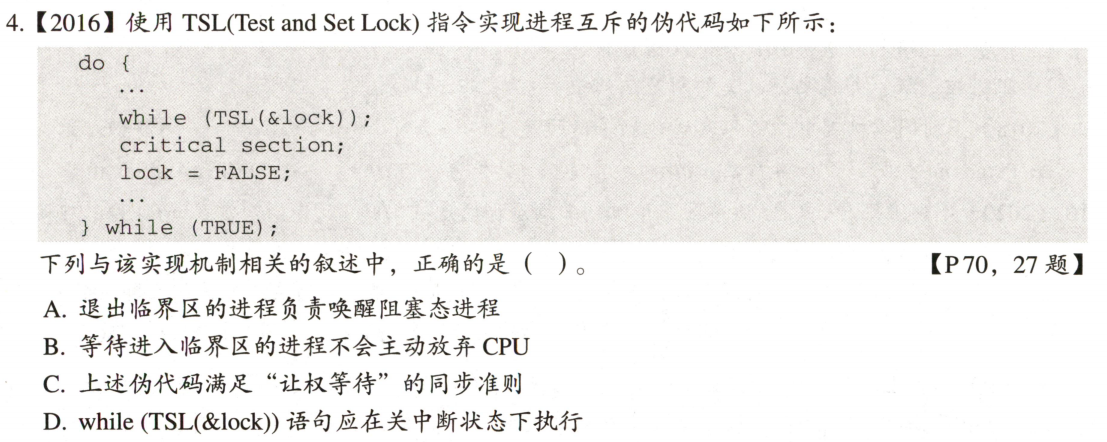 4.【2016】使用 TSL(Test and Set Lock) 指令实现进程互斥的伪代码如下所示：
do {
...
while (TSL(&lock));
critical section;
lock = FALSE;
...
} while (TRUE);
下列与该实现机制相关的叙述中，正确的是（ ）。 【P70，27 题】
A. 退出临界区的进程负责唤醒阻塞态进程
B. 等待进入临界区的进程不会主动放弃 CPU
C. 上述伪代码满足“让权等待”的同步准则
D. while (TSL(&lock)) 语句应在关中断状态下执行